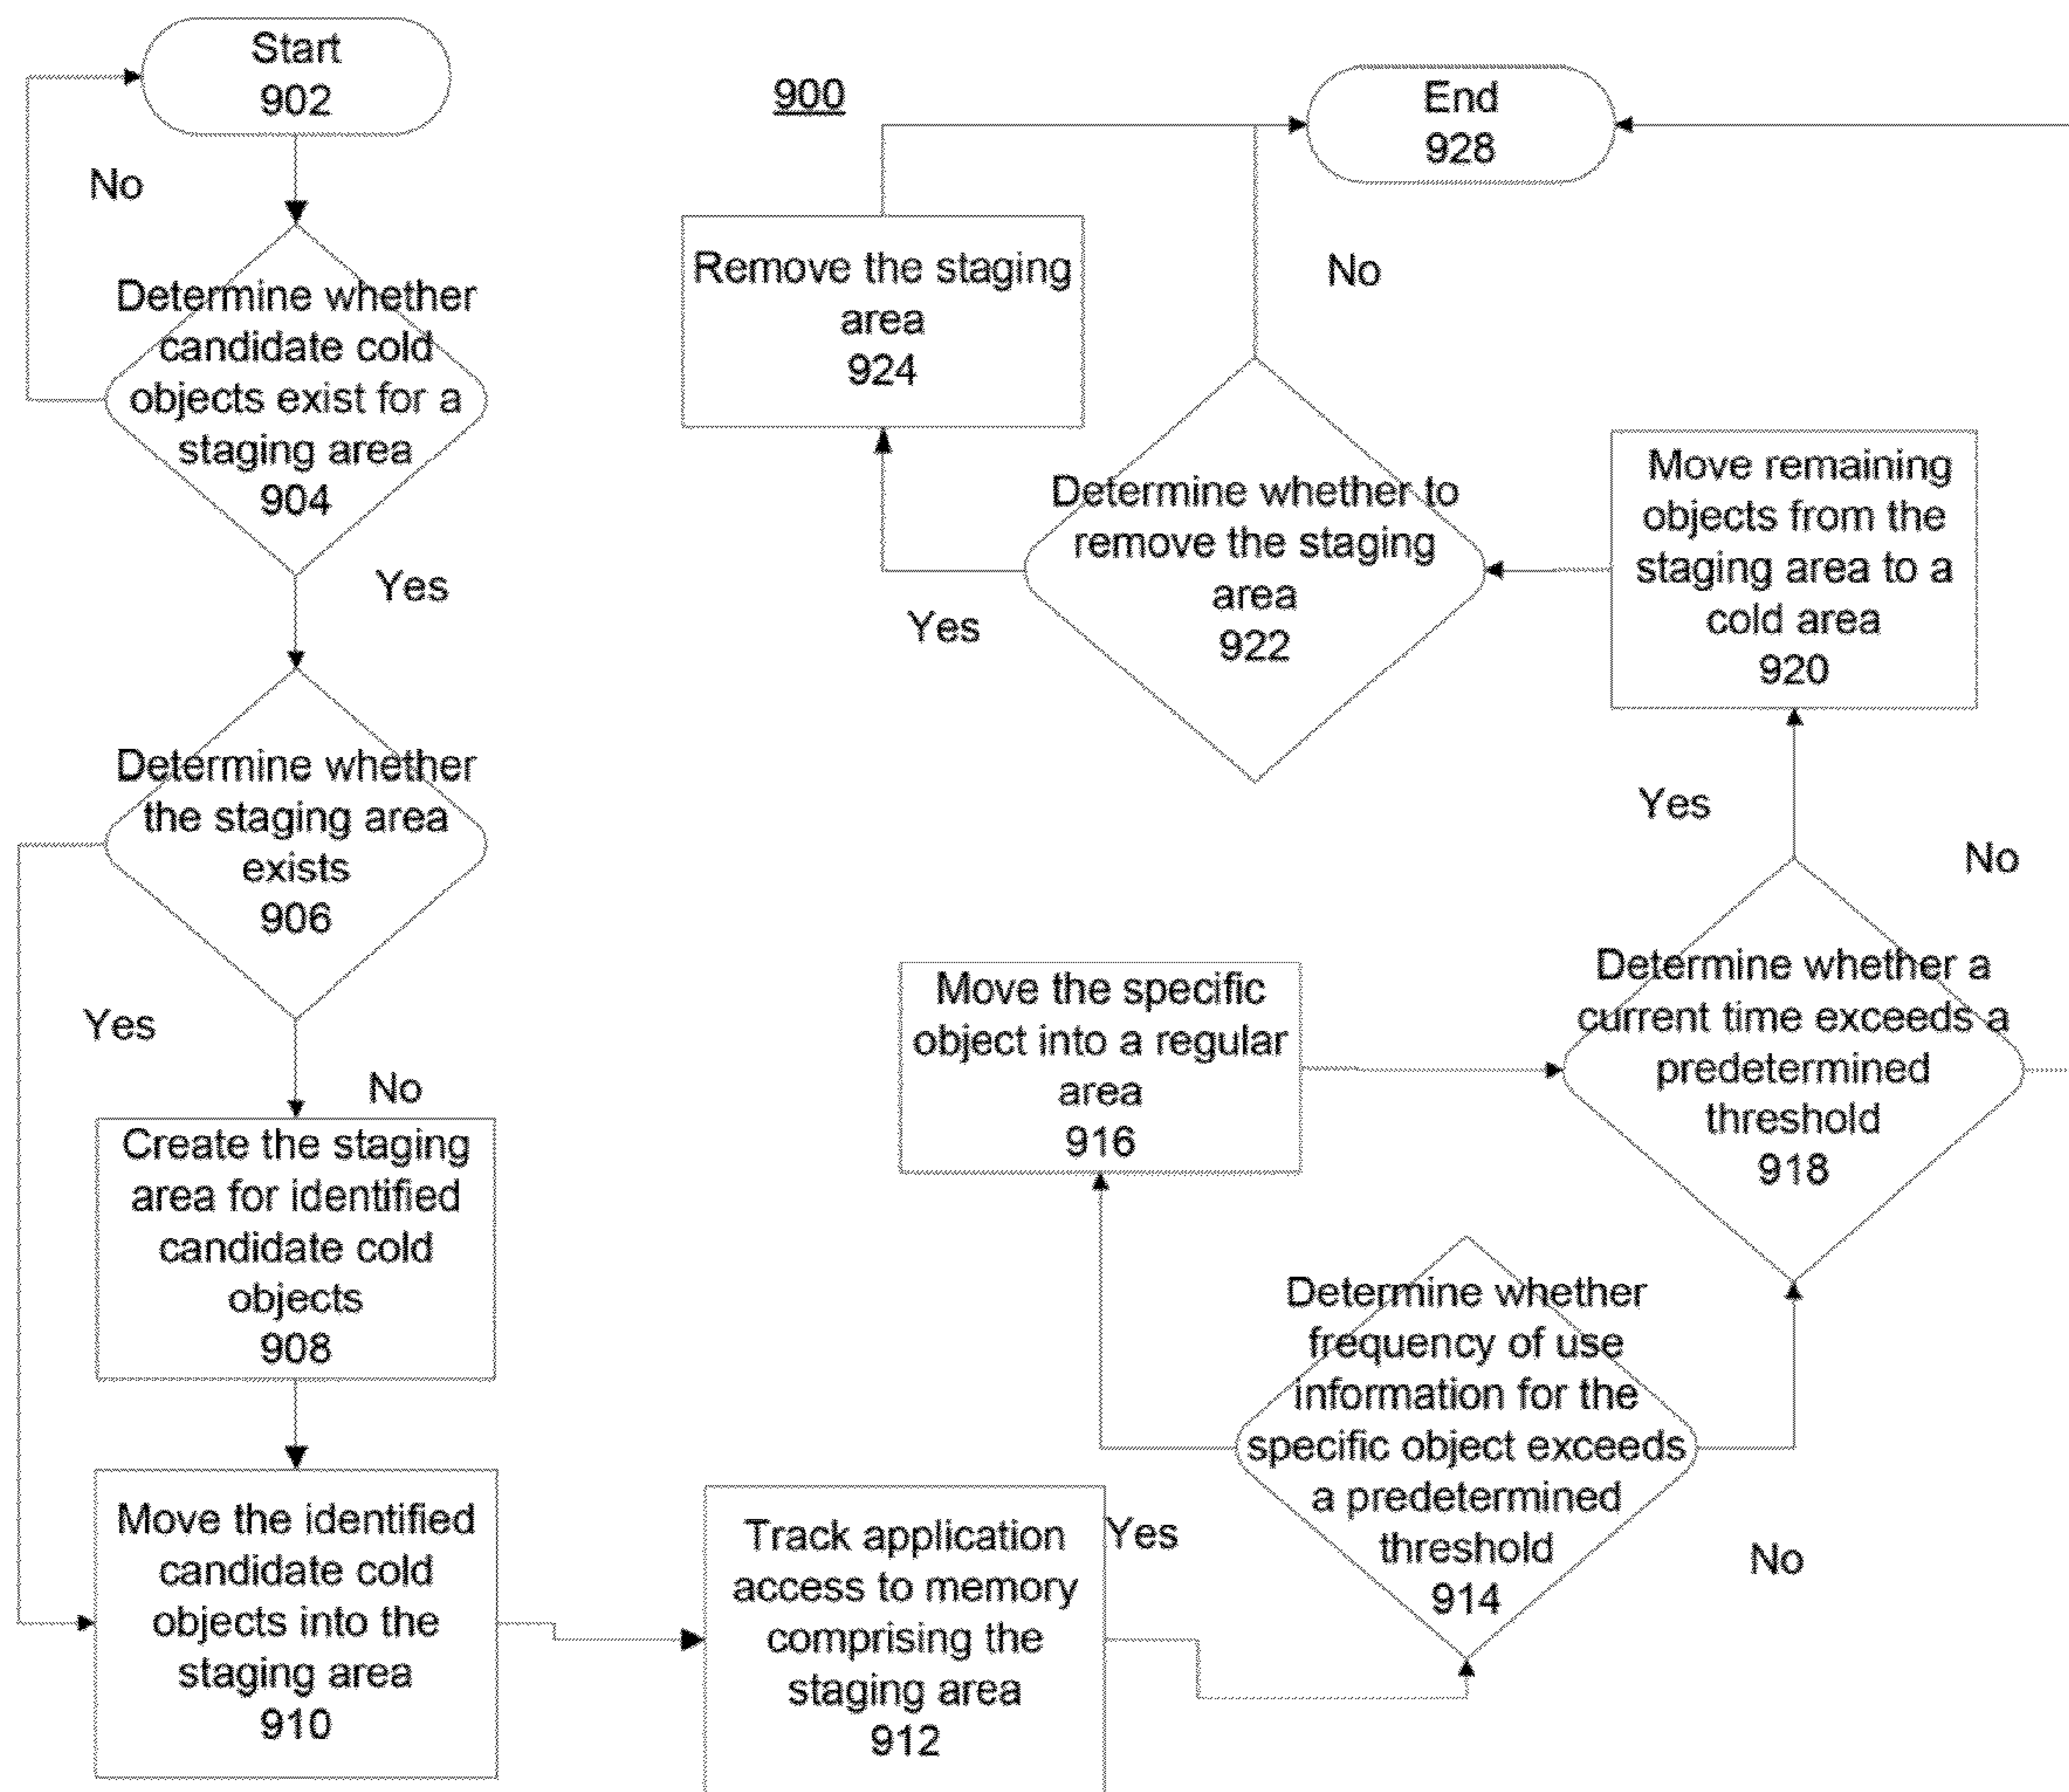 Start
902
No
Determine whether
candidate cold
objects exist for a
staging area
904
Yes
Determine whether
the staging area
exists
906
Yes
No
Create the staging
area for identified
candidate cold
objects
908
Move the identified
candidate cold
objects into the
staging area
910
Track application
access to memory
comprising the
staging area
912
Yes
Determine whether
frequency of use
information for the
specific object exceeds
a predetermined
threshold
914
No
Move the specific
object into a regular
area
916
Determine whether a
current time exceeds a
predetermined
threshold
918
No
Yes
Move remaining
objects from the
staging area to a
cold area
920
Determine whether to
remove the staging
area
922
Yes
No
Remove the staging
area
924
900
End
928